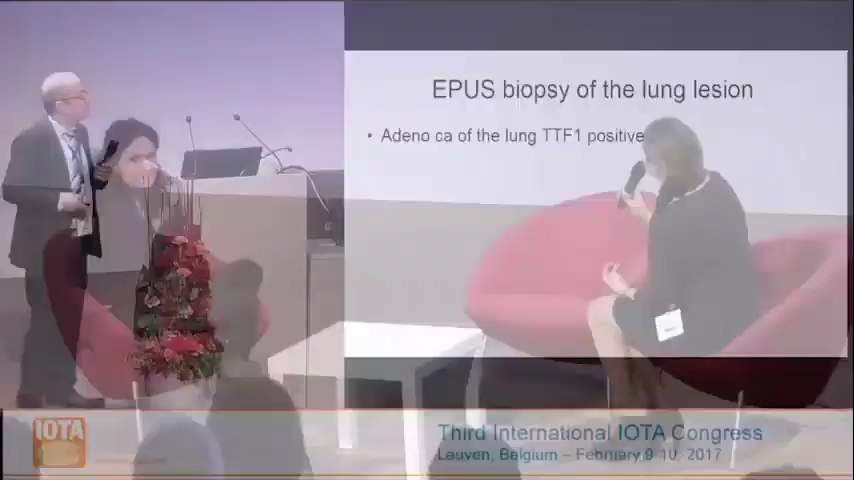 EPUS biopsy of the lung lesion
• Adeno ca of the lung TTF1 positive
IOTA
Third International IOTA Congress
Leuven, Belgium – February 9-10, 2017